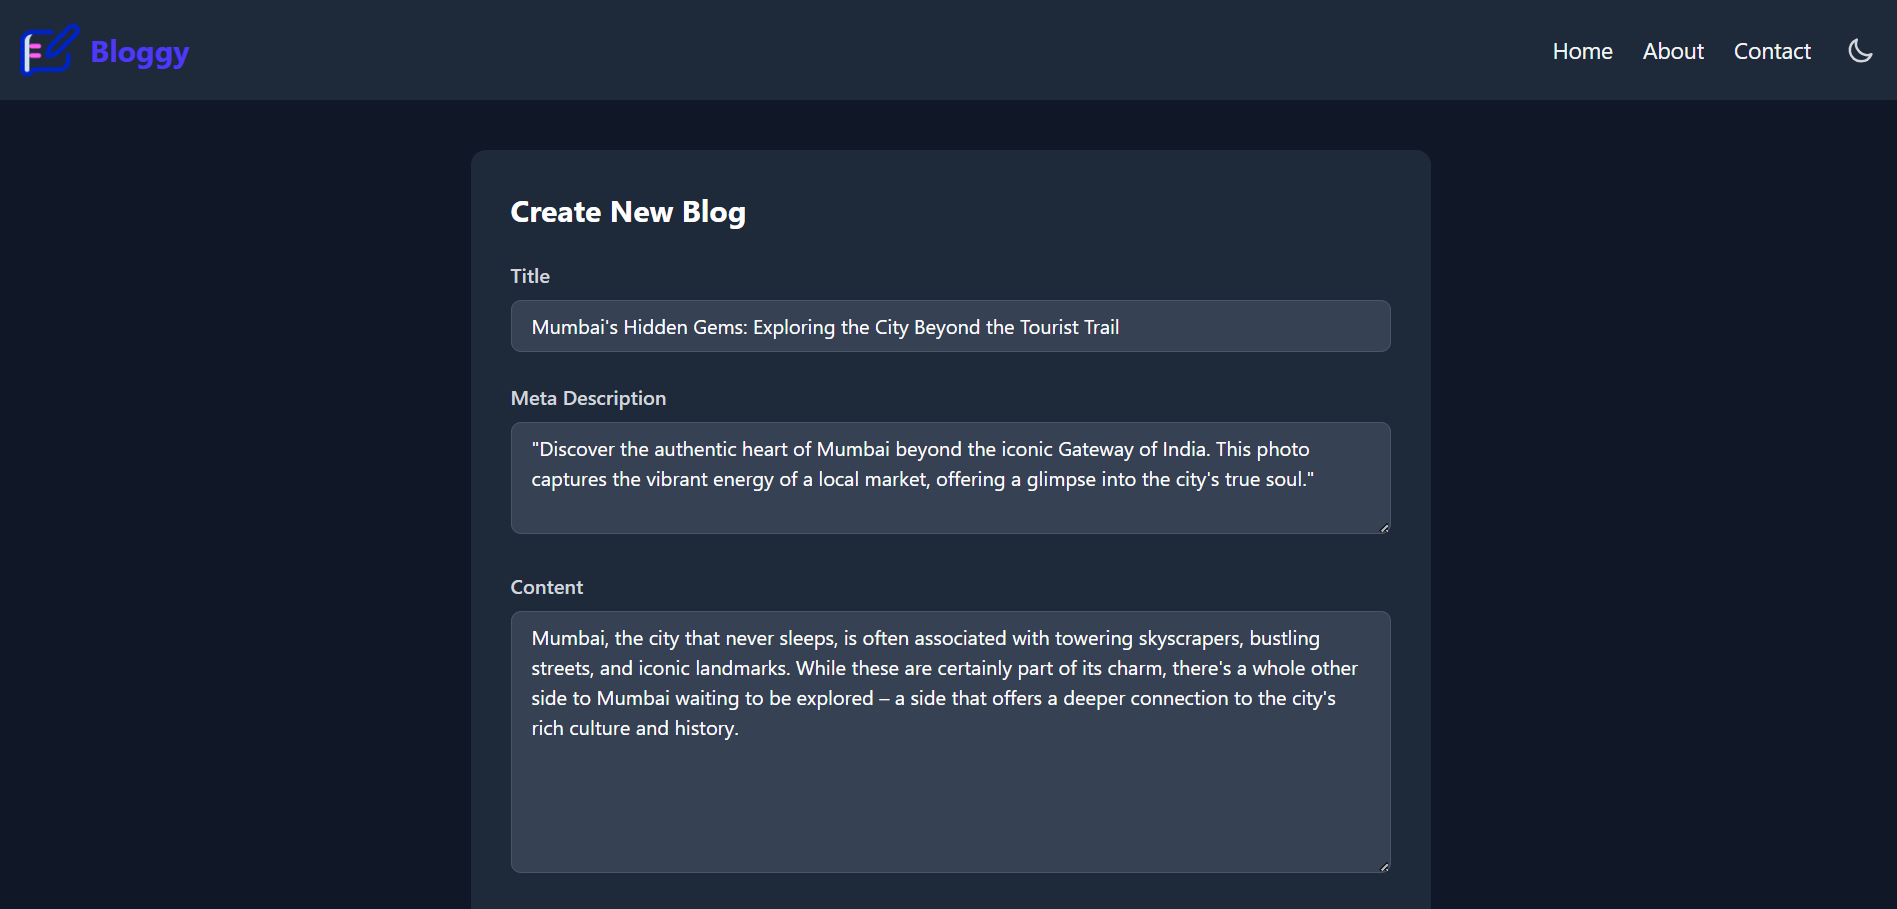 Bloggy
Home About Contact
Create New Blog
Title
Mumbai's Hidden Gems: Exploring the City Beyond the Tourist Trail
Meta Description
"Discover the authentic heart of Mumbai beyond the iconic Gateway of India. This photo
captures the vibrant energy of a local market, offering a glimpse into the city's true soul."
Content
Mumbai, the city that never sleeps, is often associated with towering skyscrapers, bustling
streets, and iconic landmarks. While these are certainly part of its charm, there's a whole other
side to Mumbai waiting to be explored – a side that offers a deeper connection to the city's
rich culture and history.